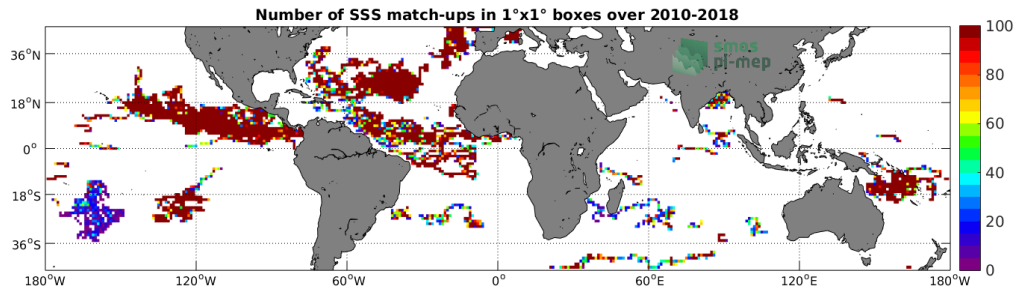 Number of SSS match-ups in 1°x1° boxes over 2010-2018
smos
pi-mep
36°N
18°N
0°
18°S
36°S
180°W
120°W
60°W
0°
60°E
120°E
180°W
100
80
60
40
20
0